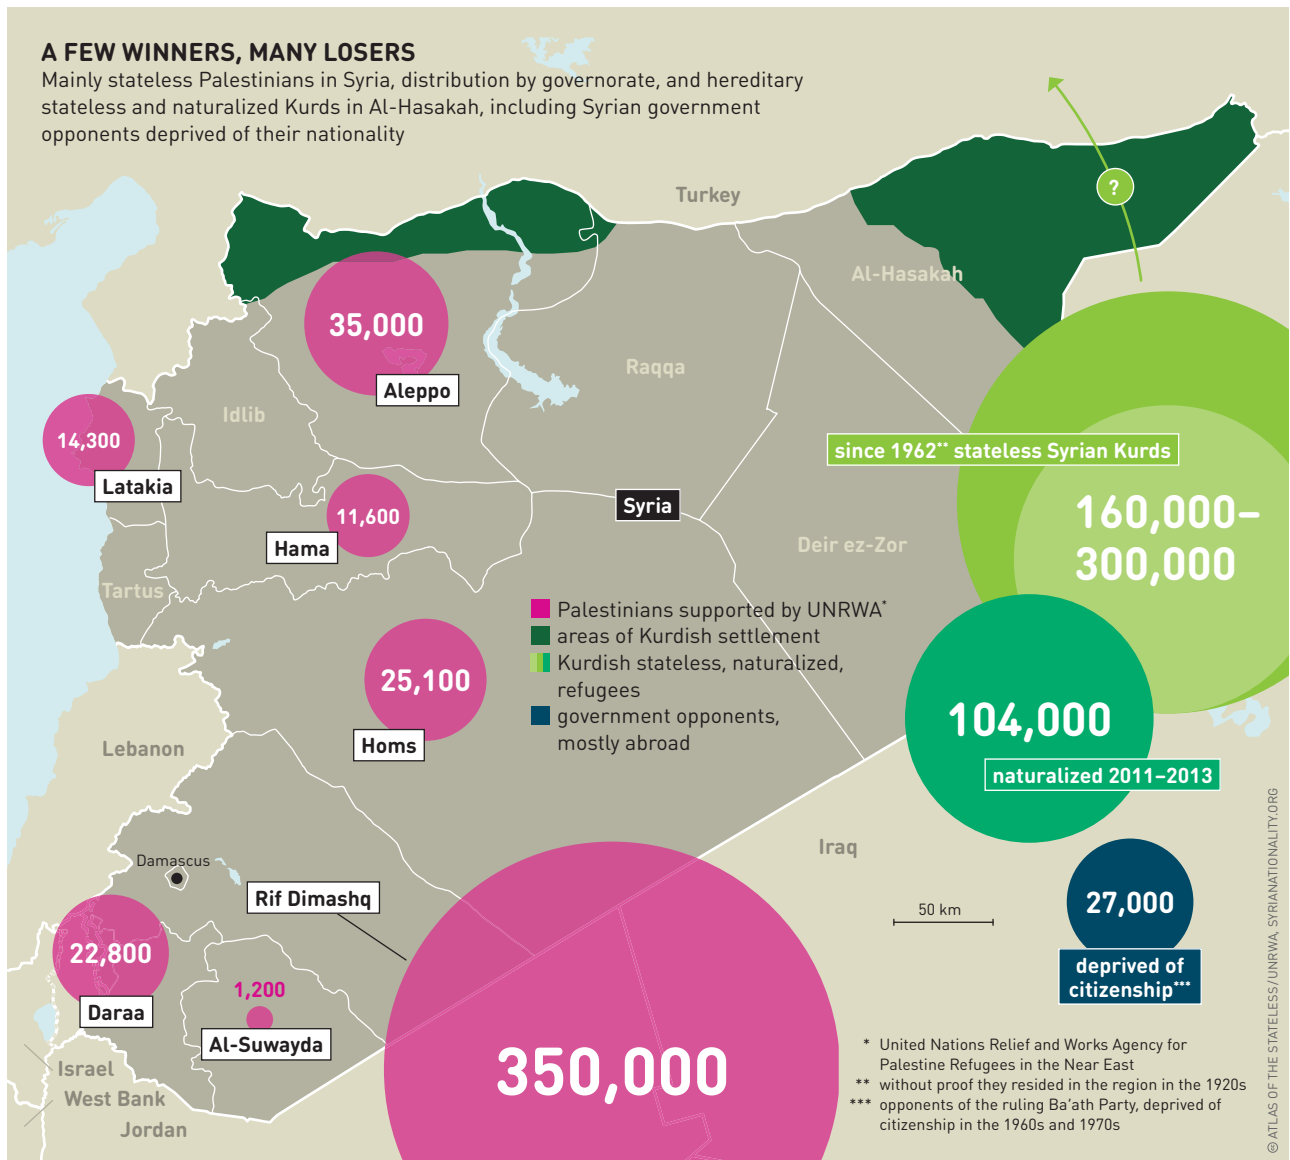 A FEW WINNERS, MANY LOSERS
Mainly stateless Palestinians in Syria, distribution by governorate, and hereditary
stateless and naturalized Kurds in Al-Hasakah, including Syrian government
opponents deprived of their nationality
Turkey
?
Al-Hasakah
35,000
Aleppo
Raqqa
Idlib
14,300
Latakia
since 1962** stateless Syrian Kurds
11,600
Hama
Syria
160,000–
300,000
Deir ez-Zor
Tartus
Palestinians supported by UNRWA*
areas of Kurdish settlement
Kurdish stateless, naturalized,
refugees
government opponents,
mostly abroad
25,100
Homs
104,000
naturalized 2011–2013
Lebanon
Iraq
Damascus
Rif Dimashq
50 km
27,000
deprived of
citizenship***
22,800
Daraa
1,200
Al-Suwayda
350,000
Israel
West Bank
Jordan
* United Nations Relief and Works Agency for
Palestine Refugees in the Near East
** without proof they resided in the region in the 1920s
*** opponents of the ruling Ba'ath Party, deprived of
citizenship in the 1960s and 1970s
© ATLAS OF THE STATELESS/UNRWA, SYRIANATIONALITY.ORG